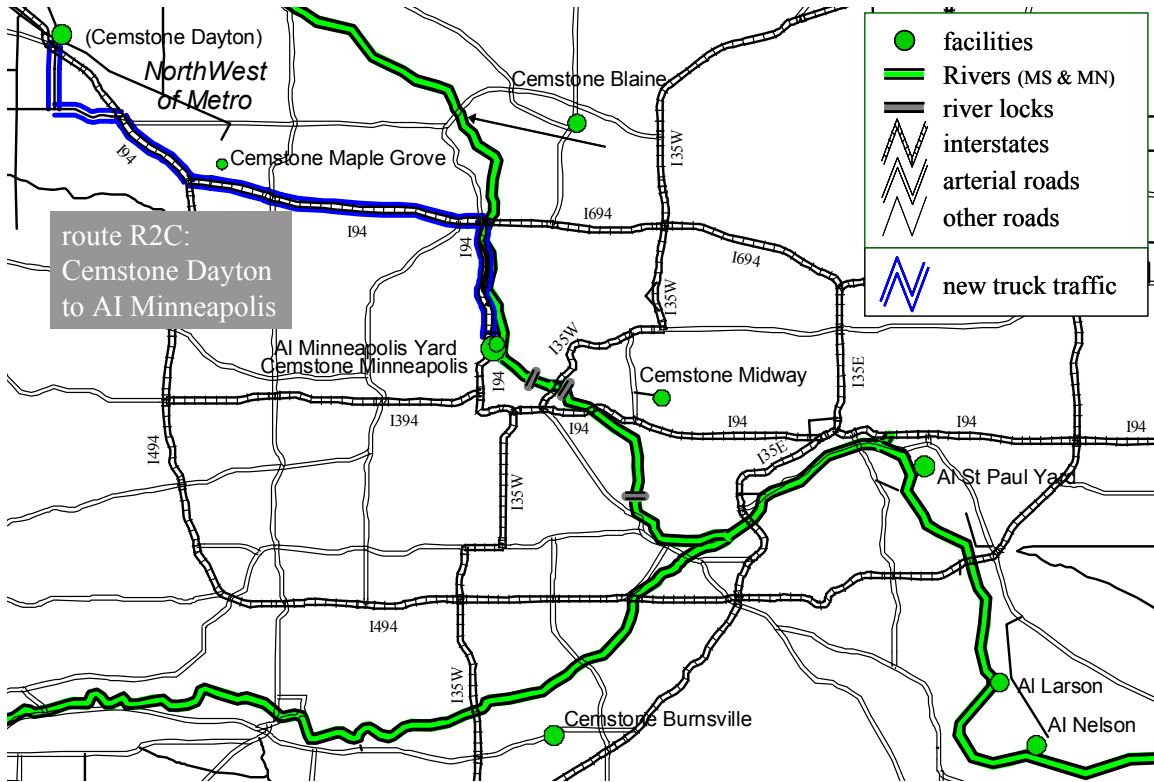 (Cemstone Dayton)
NorthWest
of Metro
Cemstone Blaine
I35W
I94
Cemstone Maple Grove
I94
I94
I694
I694
route R2C:
Cemstone Dayton
to AI Minneapolis
I35W
I35W
AI Minneapolis Yard
Cemstone Minneapolis
I94
Cemstone Midway
I35E
I394
I94
I94
I94
I94
I494
I35W
I35E
AI St Paul Yard
I494
I35W
AI Larson
Cemstone Burnsville
AI Nelson
facilities
Rivers (MS & MN)
river locks
interstates
arterial roads
other roads
new truck traffic